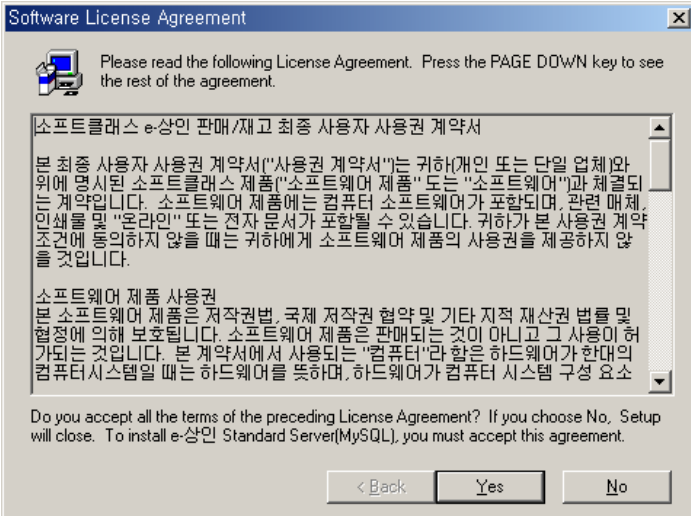 Software License Agreement
Please read the following License Agreement. Press the PAGE DOWN key to see
the rest of the agreement.
소프트클래스 e-상인 판매/재고 최종 사용자 사용권 계약서
본 최종 사용자 사용권 계약서("사용권 계약서")는 귀하(개인 또는 단일 업체)와
위에 명시된 소프트클래스 제품("소프트웨어 제품" 도는 "소프트웨어")과 체결되
는 계약입니다. 소프트웨어 제품에는 컴퓨터 소프트웨어가 포함되며, 관련 매체,
인쇄물 및 "온라인" 또는 전자 문서가 포함될 수 있습니다. 귀하가 본 사용권 계약
조건에 동의하지 않을 때는 귀하에게 소프트웨어 제품의 사용권을 제공하지 않
을 것입니다.
소프트웨어 제품 사용권
본 소프트웨어 제품은 저작권법, 국제 저작권 협약 및 기타 지적 재산권 법률 및
협정에 의해 보호됩니다. 소프트웨어 제품은 판매되는 것이 아니고 그 사용이 허
가되는 것입니다. 본 계약서에서 사용되는 "컴퓨터"라 함은 하드웨어가 한대의
컴퓨터시스템일 때는 하드웨어를 뜻하며, 하드웨어가 컴퓨터 시스템 구성 요소
Do you accept all the terms of the preceding License Agreement? If you choose No, Setup
will close. To install e-상인 Standard Server(MySQL), you must accept this agreement.
< Back Yes No